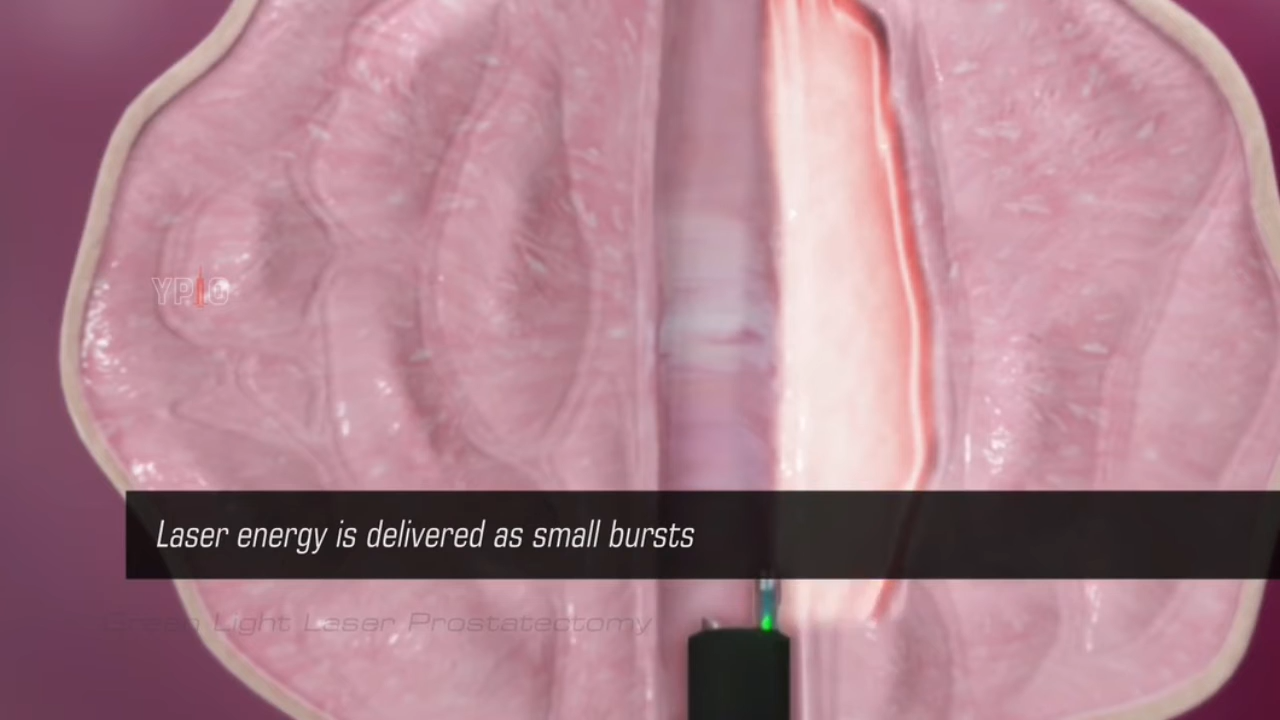 YPO
Laser energy is delivered as small bursts
Green Light Laser Prostatectomy